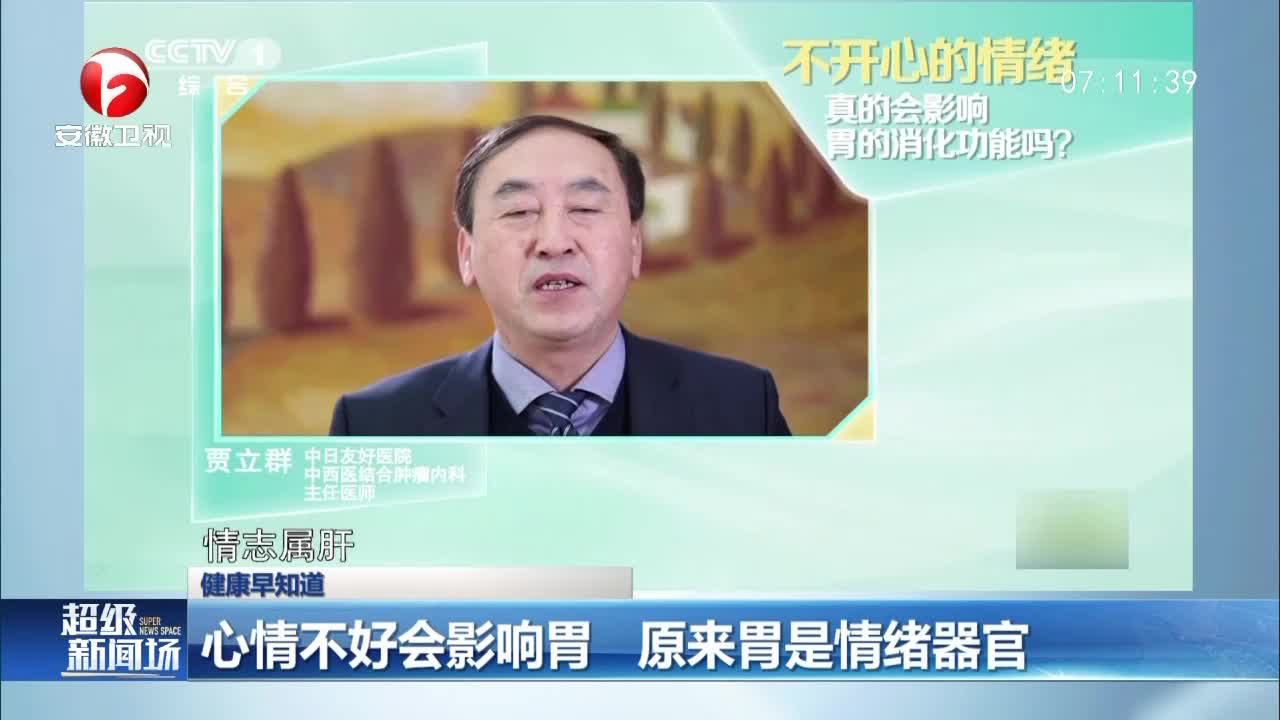 CCTV 1
综合
安徽卫视
不开心的情绪
07:11:39
真的会影响
胃的消化功能吗?
贾立群
中日友好医院
中西医结合肿瘤内科
主任医师
情志属肝
健康早知道
超级
新闻场
SUPER
NEWS SPACE
心情不好会影响胃 原来胃是情绪器官